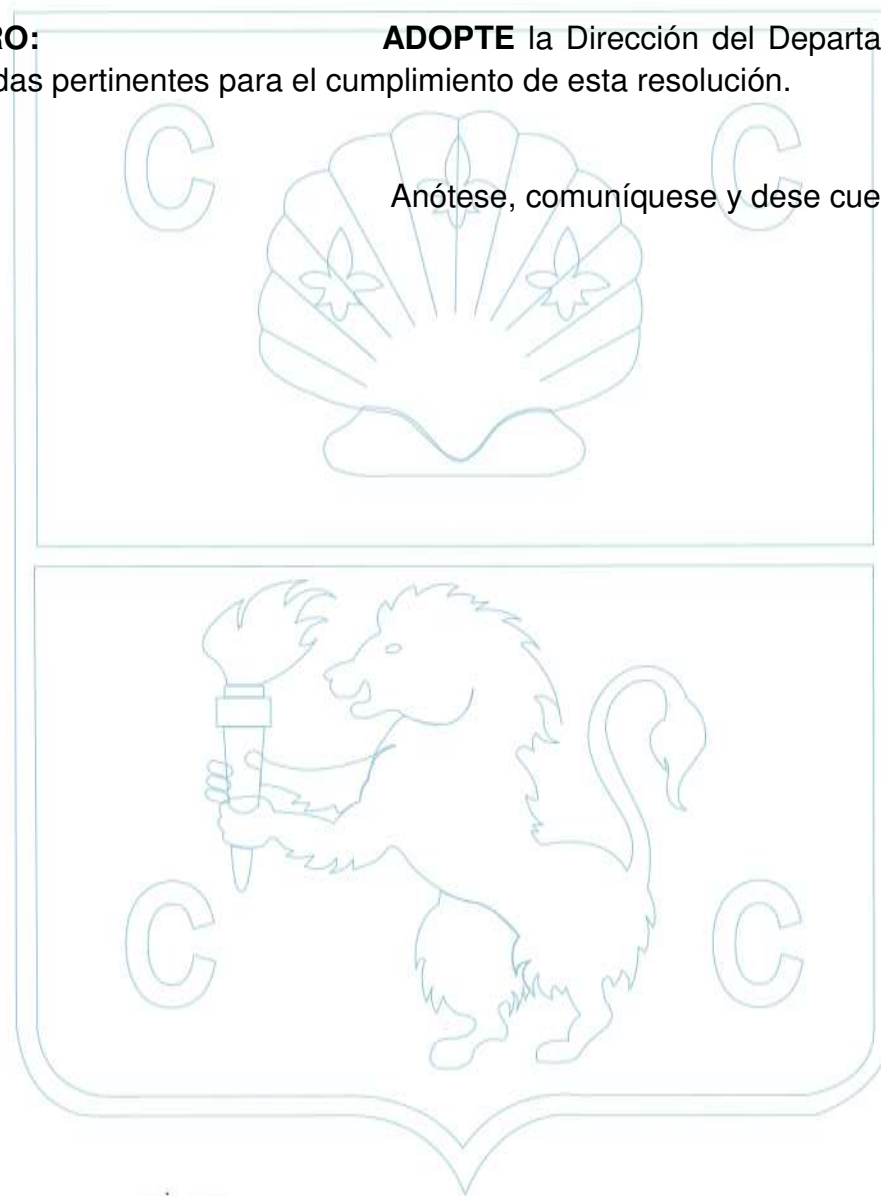 RO: ADOPTE la Dirección del Departa
das pertinentes para el cumplimiento de esta resolución.
C C
Anótese, comuníquese y dese cue
C C